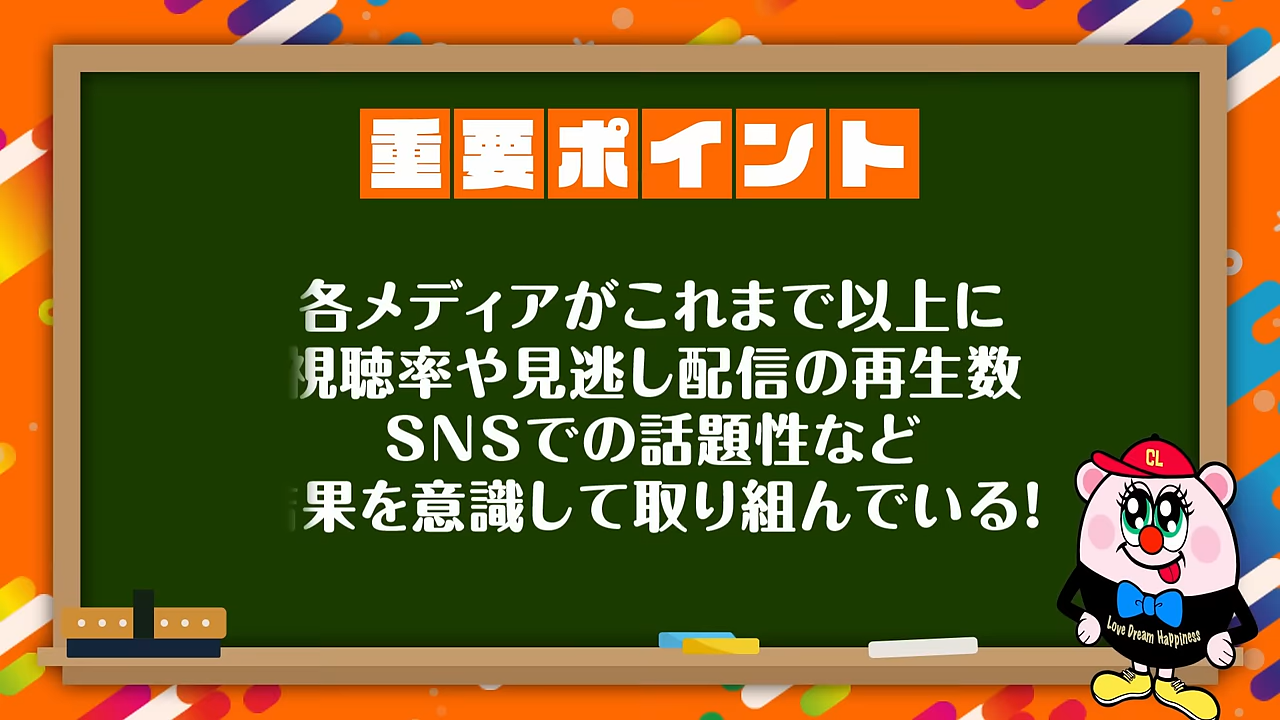 重要ポイント
各メディアがこれまで以上に
視聴率や見逃し配信の再生数
SNSでの話題性など
結果を意識して取り組んでいる!
CL
Love Dream Happiness